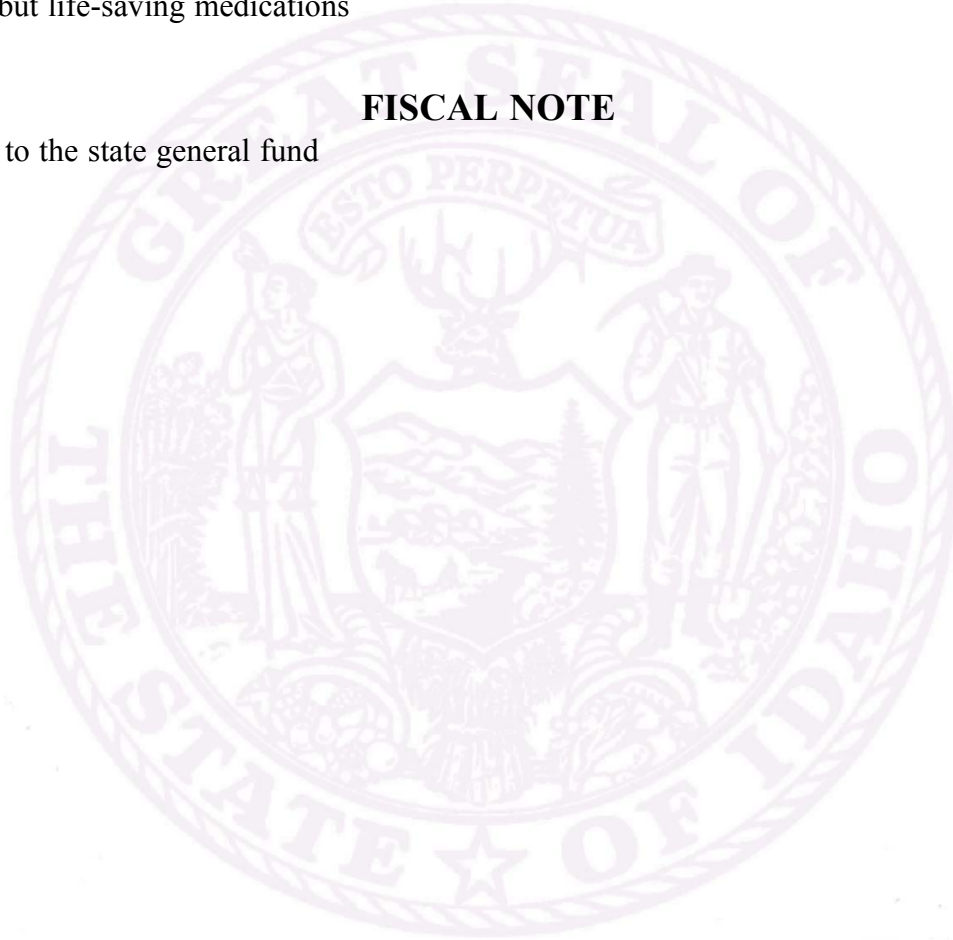 but life-saving medications
FISCAL NOTE
to the state general fund
GREAT SEAL OF
ESTO PERPETUA
THE
IDAHO
STATE OF IDAHO